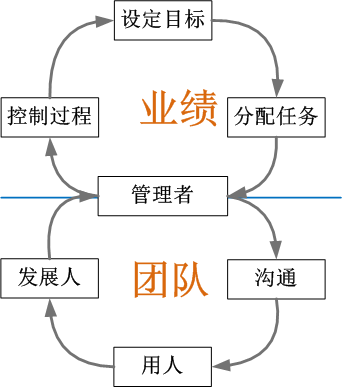 设定目标
控制过程
业绩
分配任务
管理者
发展人
团队
沟通
用人